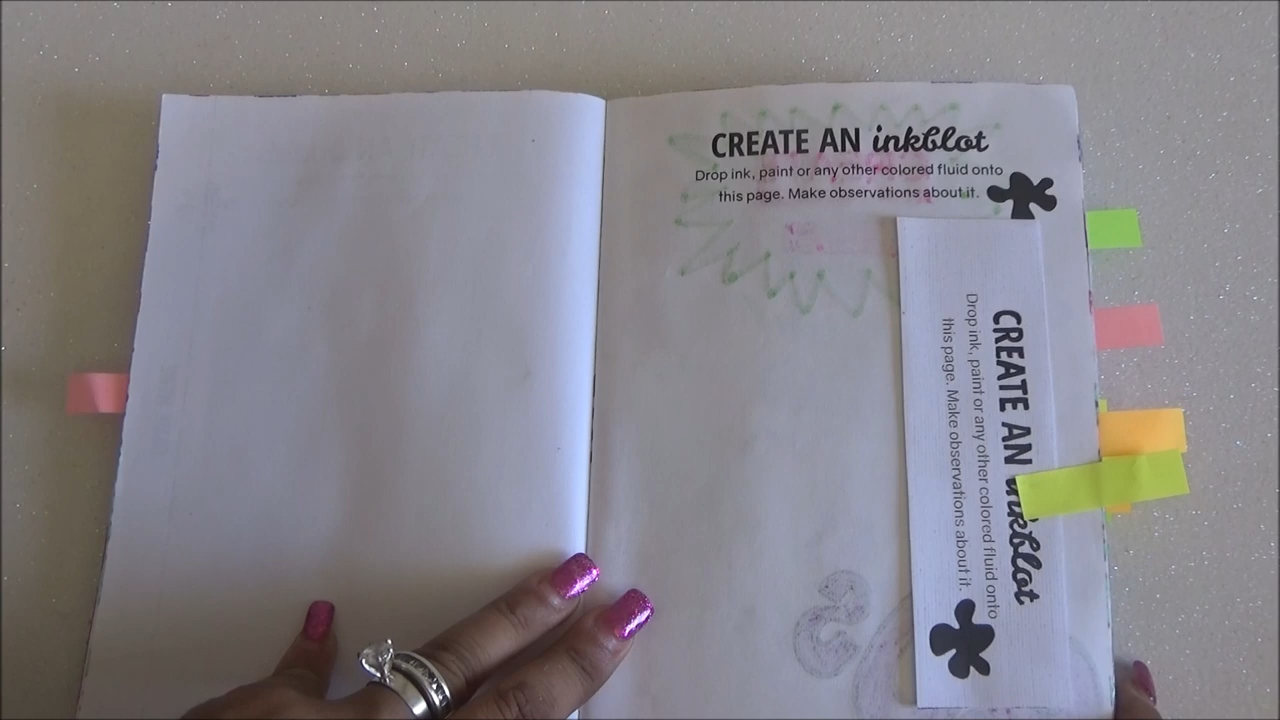 CREATE AN inkblot
Drop ink, paint or any other colored fluid onto
this page. Make observations about it.
CREATE AN inkblot
Drop ink, paint or any other colored fluid onto
this page. Make observations about it.